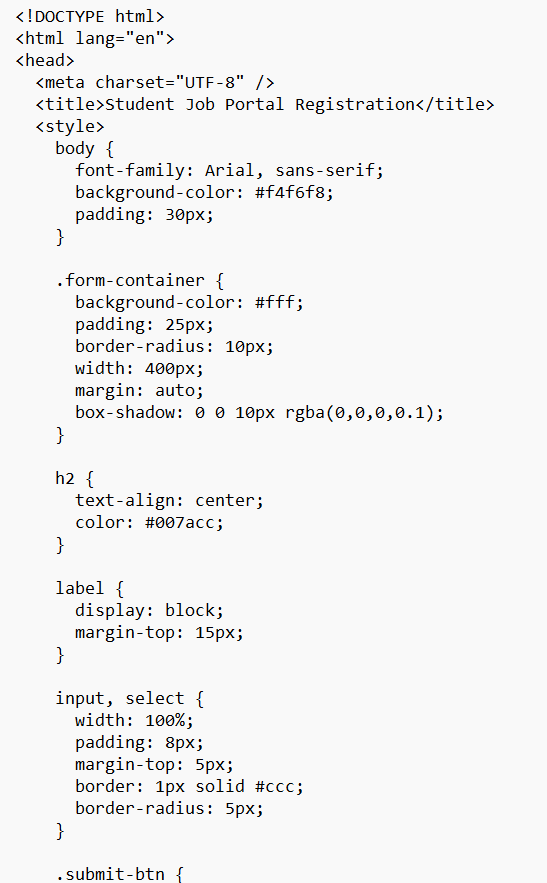 <!DOCTYPE html>
<html lang="en">
<head>
  <meta charset="UTF-8" />
  <title>Student Job Portal Registration</title>
  <style>
    body {
      font-family: Arial, sans-serif;
      background-color: #f4f6f8;
      padding: 30px;
    }

    .form-container {
      background-color: #fff;
      padding: 25px;
      border-radius: 10px;
      width: 400px;
      margin: auto;
      box-shadow: 0 0 10px rgba(0,0,0,0.1);
    }

    h2 {
      text-align: center;
      color: #007acc;
    }

    label {
      display: block;
      margin-top: 15px;
    }

    input, select {
      width: 100%;
      padding: 8px;
      margin-top: 5px;
      border: 1px solid #ccc;
      border-radius: 5px;
    }

    .submit-btn {